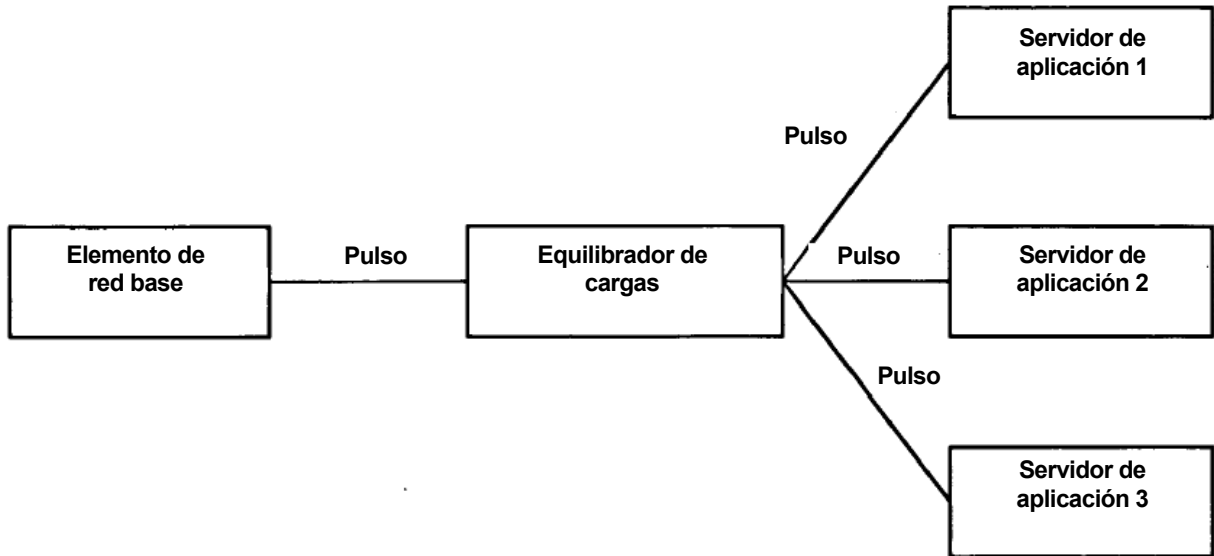 Servidor de
aplicación 1
Pulso
Elemento de
red base
Pulso
Equilibrador de
cargas
Pulso
Servidor de
aplicación 2
Pulso
Servidor de
aplicación 3